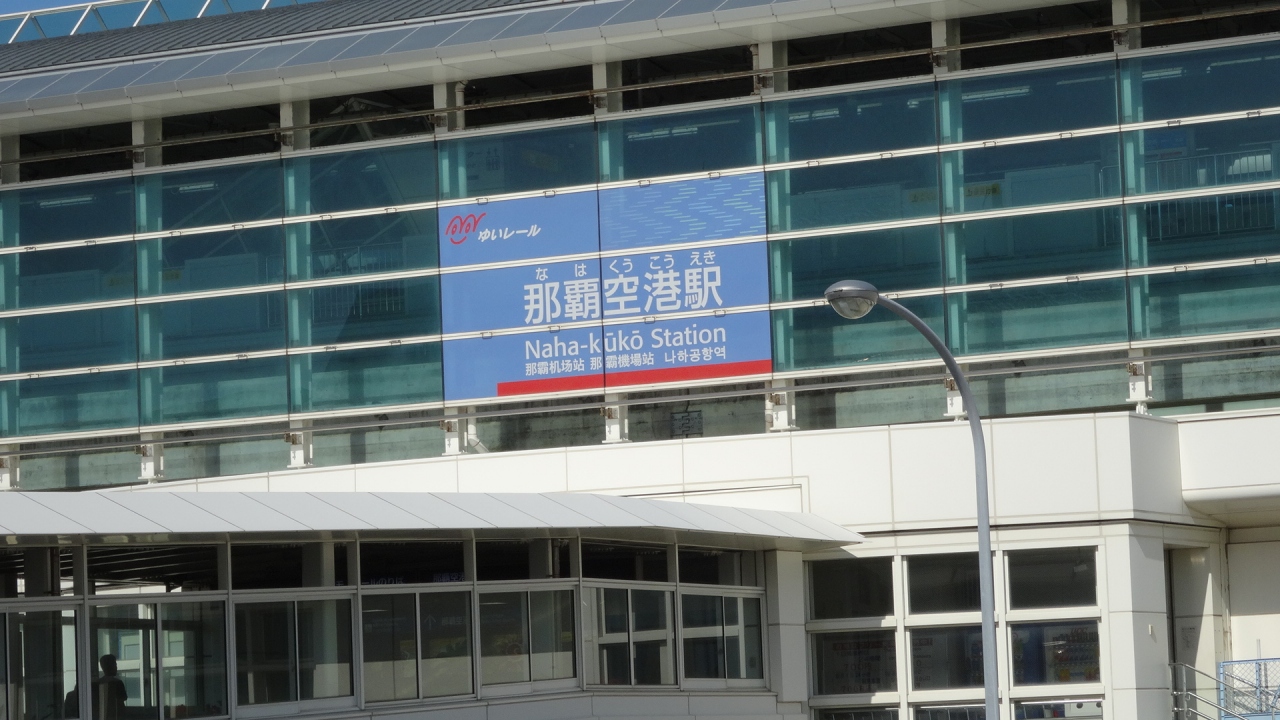 ゆいレール
なはくうこうえき
那覇空港駅
Naha-kūkō Station
那霸机场站 那霸機場站 나하공항역